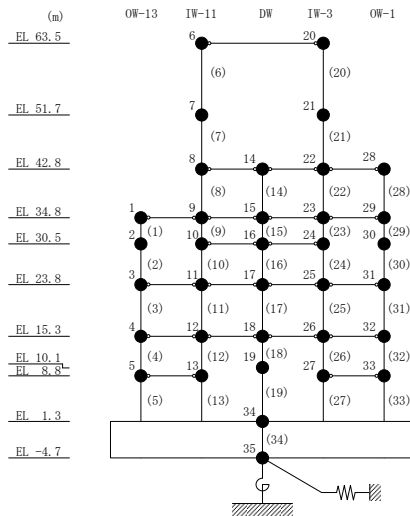 (m) OW-13 IW-11 DW IW-3 OW-1
EL 63.5 6 20
(6) (20)
EL 51.7 7 21
(7) (21)
EL 42.8 8 14 22 28
(8) (14) (22) (28)
EL 34.8 1 9 15 23 29
(1) (9) (15) (23) (29)
EL 30.5 2 10 16 24 30
(2) (10) (16) (24) (30)
EL 23.8 3 11 17 25 31
(3) (11) (17) (25) (31)
EL 15.3 4 12 18 26 32
(4) (12) (18) (26) (32)
EL 10.1 19
EL 8.8 5 13 27 33
(5) (13) (19) (27) (33)
EL 1.3 34
(34)
EL -4.7 35